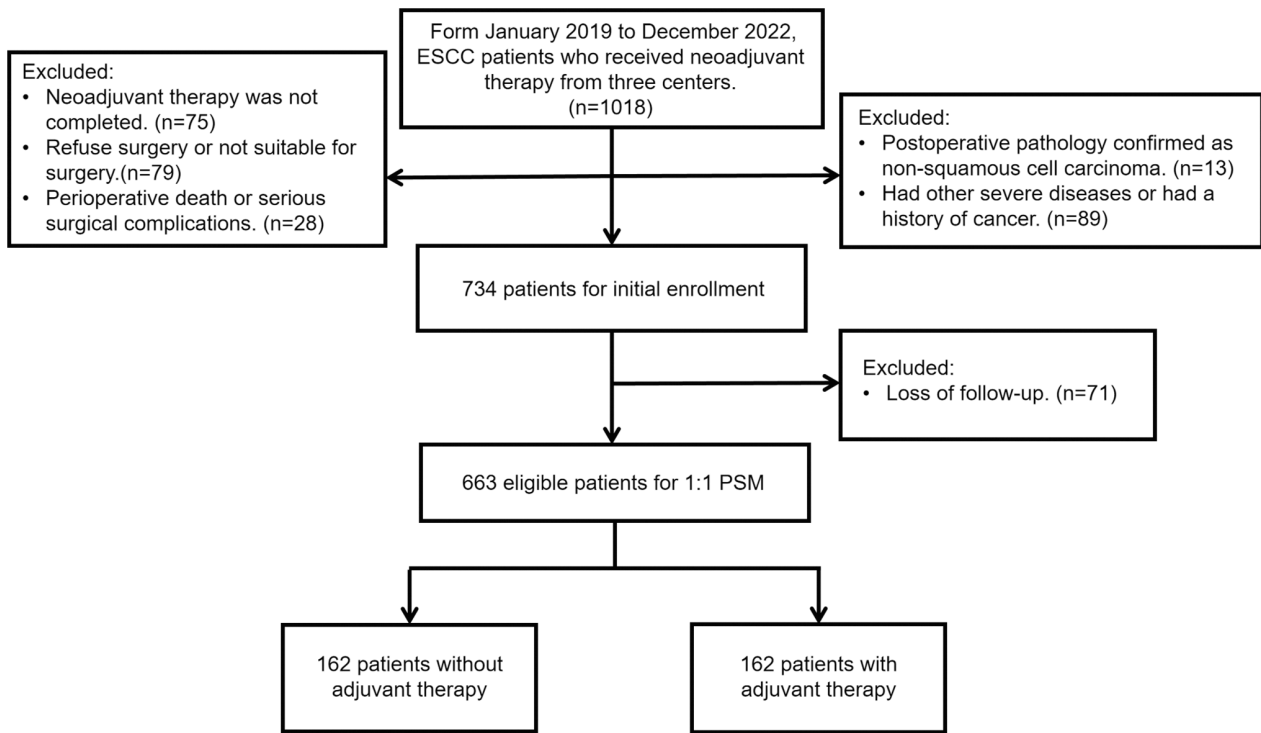 Form January 2019 to December 2022,
ESCC patients who received neoadjuvant
therapy from three centers.
(n=1018)
Excluded:
• Neoadjuvant therapy was not
completed. (n=75)
• Refuse surgery or not suitable for
surgery.(n=79)
• Perioperative death or serious
surgical complications. (n=28)
Excluded:
• Postoperative pathology confirmed as
non-squamous cell carcinoma. (n=13)
• Had other severe diseases or had a
history of cancer. (n=89)
734 patients for initial enrollment
Excluded:
• Loss of follow-up. (n=71)
663 eligible patients for 1:1 PSM
162 patients without
adjuvant therapy
162 patients with
adjuvant therapy